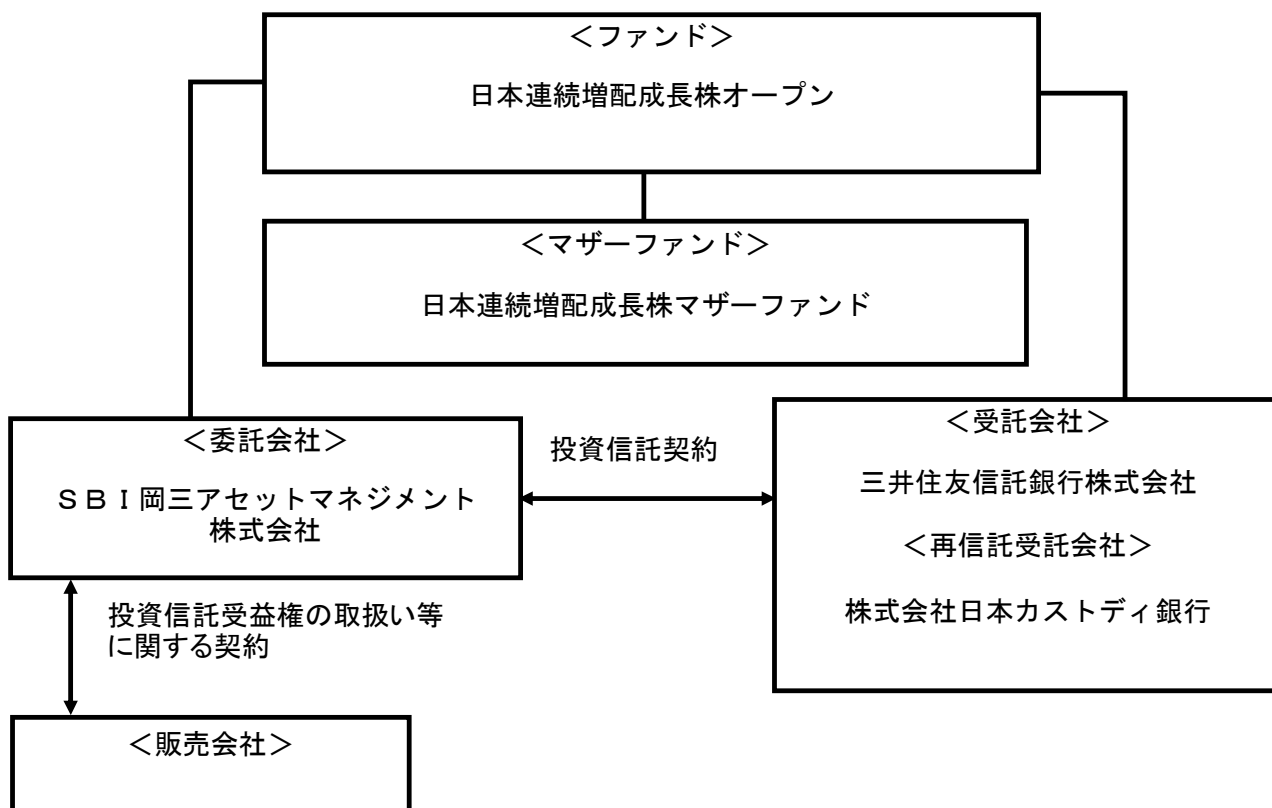 ＜ファンド＞
日本連続増配成長株オープン
＜マザーファンド＞
日本連続増配成長株マザーファンド
＜委託会社＞
ＳＢＩ岡三アセットマネジメント
株式会社
投資信託契約
＜受託会社＞
三井住友信託銀行株式会社
＜再信託受託会社＞
株式会社日本カストディ銀行
投資信託受益権の取扱い等
に関する契約
＜販売会社＞